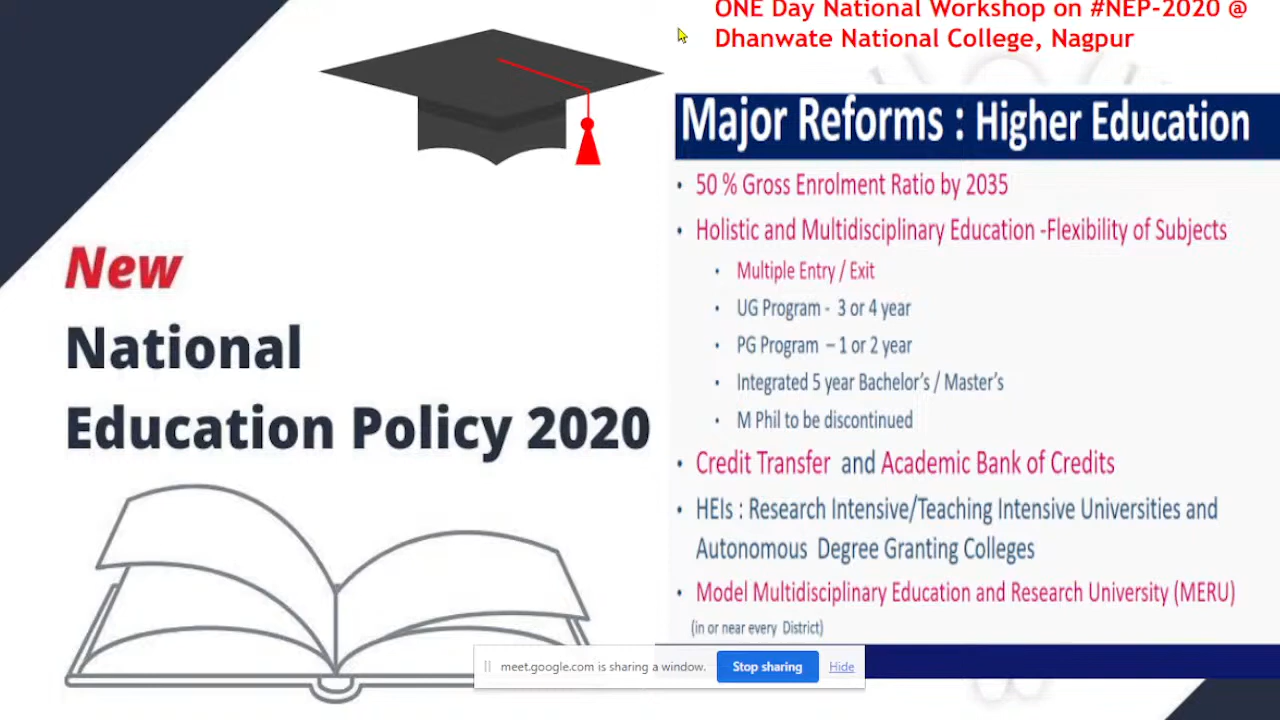 ONE Day National Workshop on #NEP-2020 @
Dhanwate National College, Nagpur
New
National
Education Policy 2020
Major Reforms : Higher Education
• 50 % Gross Enrolment Ratio by 2035
• Holistic and Multidisciplinary Education -Flexibility of Subjects
• Multiple Entry / Exit
• UG Program - 3 or 4 year
• PG Program – 1 or 2 year
• Integrated 5 year Bachelor's / Master's
• M Phil to be discontinued
• Credit Transfer and Academic Bank of Credits
• HEIs : Research Intensive/Teaching Intensive Universities and
Autonomous Degree Granting Colleges
• Model Multidisciplinary Education and Research University (MERU)
(in or near every District)
meet.google.com is sharing a window. Stop sharing Hide